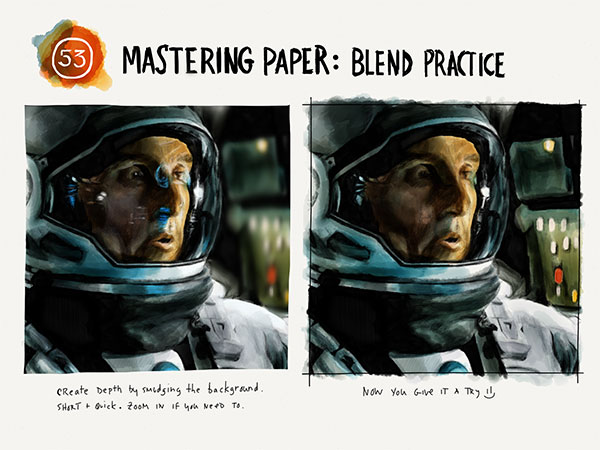 53
MASTERING PAPER: BLEND PRACTICE
CREATE DEPTH by SMUDGING THE bACKGROUND.
SHORT + QUICK. ZOOM IN IF YOU NEED TO.
NOW YOU GIVE IT A TRY !!